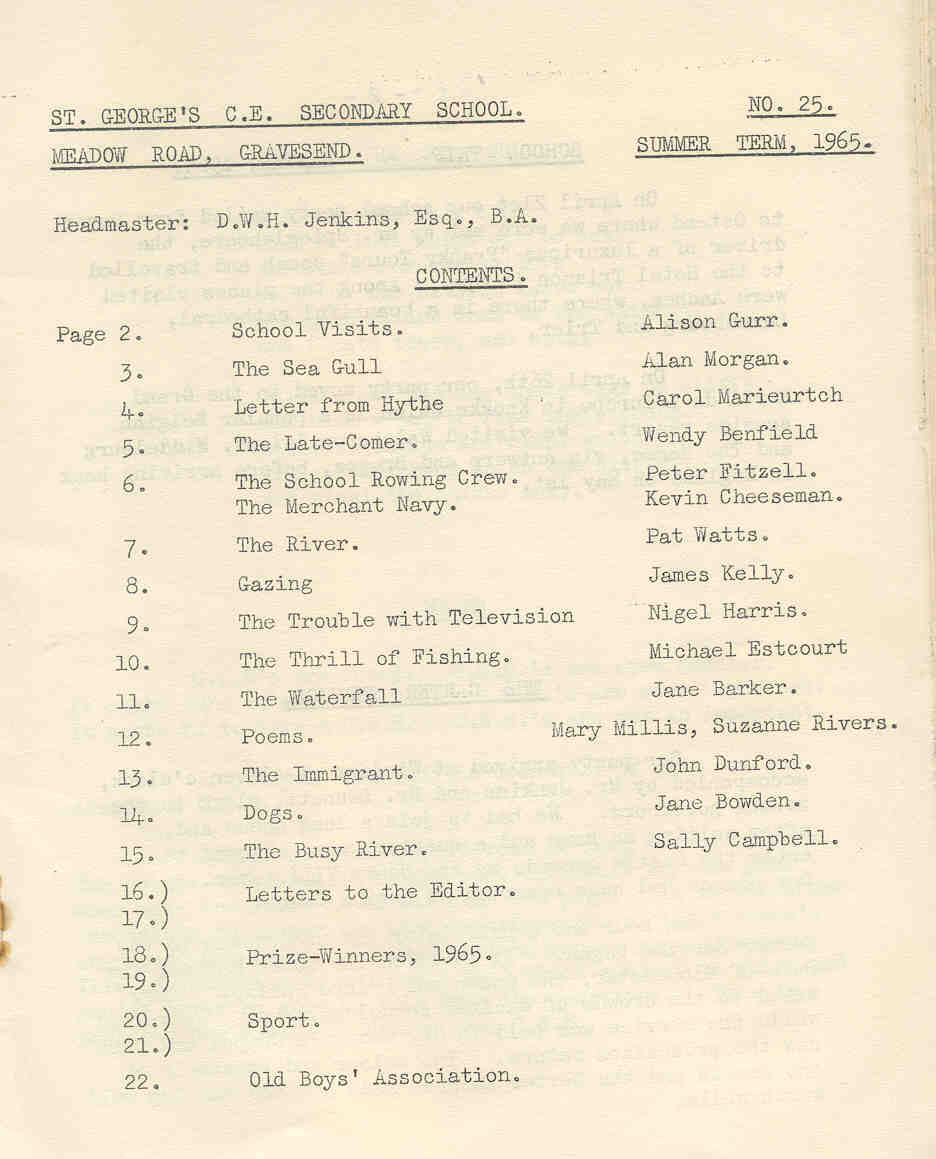 ST. GEORGE'S C.E. SECONDARY SCHOOL. NO. 25.
MEADOW ROAD, GRAVESEND. SUMMER TERM, 1965.
Headmaster: D.W.H. Jenkins, Esq., B.A.
CONTENTS.
Page 2. School Visits. Alison Gurr.
3. The Sea Gull Alan Morgan.
4. Letter from Hythe Carol Marieurtch
5. The Late-Comer. Wendy Benfield
6. The School Rowing Crew. Peter Fitzell.
The Merchant Navy. Kevin Cheeseman.
7. The River. Pat Watts.
8. Gazing James Kelly.
9. The Trouble with Television Nigel Harris.
10. The Thrill of Fishing. Michael Estcourt
11. The Waterfall Jane Barker.
12. Poems. Mary Millis, Suzanne Rivers.
13. The Immigrant. John Dunford.
14. Dogs. Jane Bowden.
15. The Busy River. Sally Campbell.
16.) Letters to the Editor.
17.)
18.) Prize-Winners, 1965.
19.)
20.) Sport.
21.)
22. Old Boys' Association.